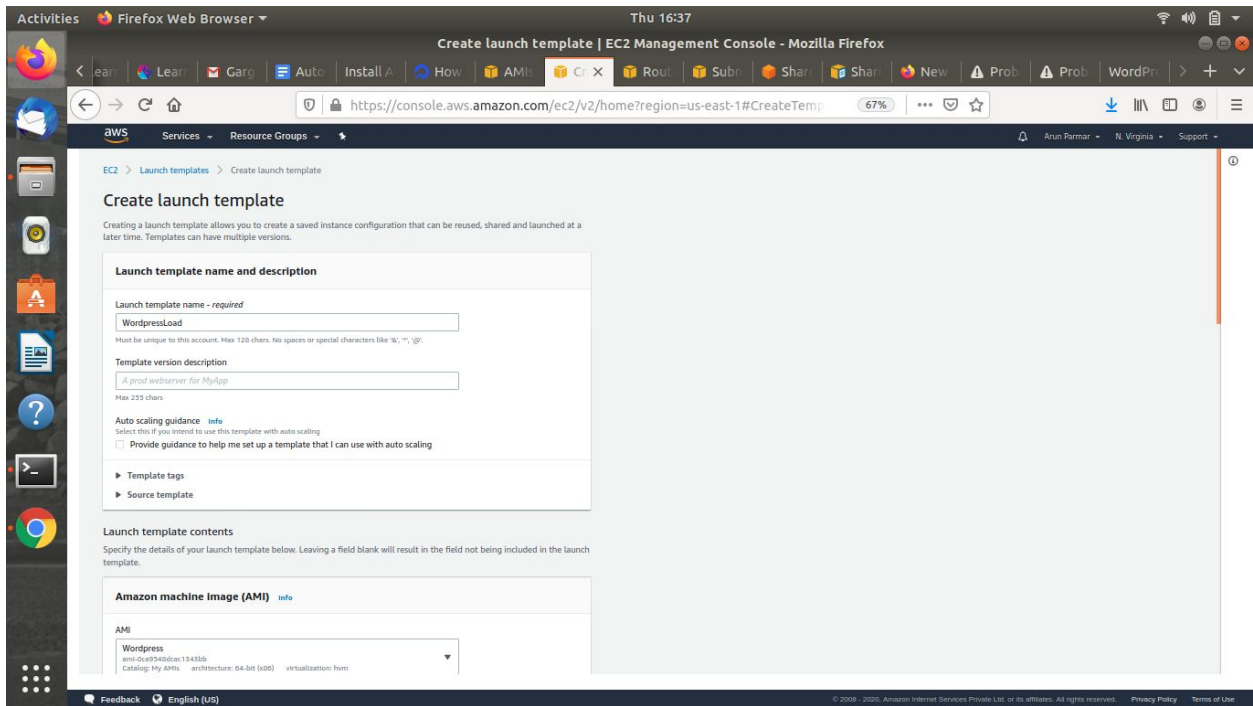 Activities Firefox Web Browser Thu 16:37
Create launch template | EC2 Management Console - Mozilla Firefox
earn Learn Garg Auto Install A How AMIs Cr Rout Subn Shar Shar New Prob Prob WordPr
https://console.aws.amazon.com/ec2/v2/home?region=us-east-1#CreateTemp 67%
aws Services Resource Groups Arun Parmar N. Virginia Support
EC2 > Launch templates > Create launch template
Create launch template
Creating a launch template allows you to create a saved instance configuration that can be reused, shared and launched at a
later time. Templates can have multiple versions.
Launch template name and description
Launch template name - required
WordpressLoad
Must be unique to this account. Max 128 chars. No spaces or special characters like '&', '*', '@'.
Template version description
A prod webserver for MyApp
Max 255 chars
Auto scaling guidance Info
Select this if you intend to use this template with auto scaling
Provide guidance to help me set up a template that I can use with auto scaling
Template tags
Source template
Launch template contents
Specify the details of your launch template below. Leaving a field blank will result in the field not being included in the launch
template.
Amazon machine image (AMI) Info
AMI
Wordpress
Catalog: My AMIs architecture: 64-bit (x86) virtualization: hvm
Feedback English (US) © 2008 - 2020, Amazon Internet Services Private Ltd. or its affiliates. All rights reserved. Privacy Policy Terms of Use